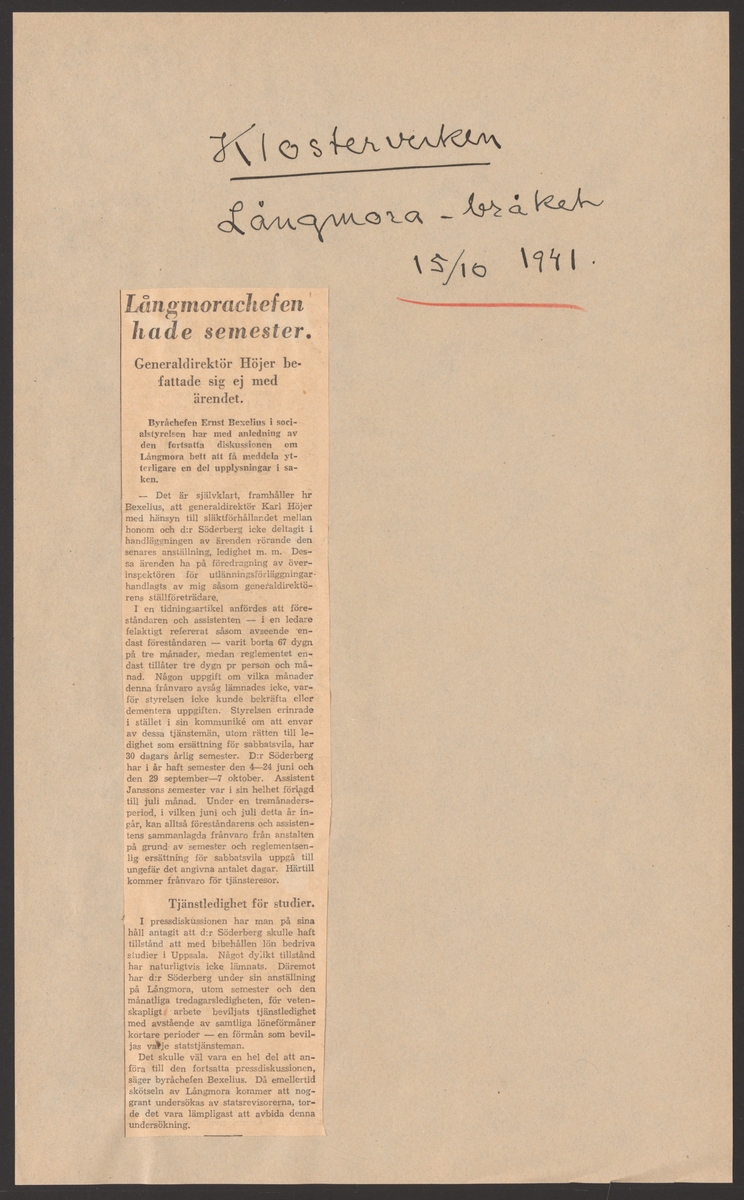 Klosterverken
Långmora - bråket
15/10 1941.
Långmorachefen
hade semester.
Generaldirektör Höjer be-
fattade sig ej med
ärendet.
Byråchefen Ernst Bexelius i soci-
alstyrelsen har med anledning av
den fortsatta diskussionen om
Långmora bett att få meddela yt-
terligare en del upplysningar i sa-
ken.
— Det är självklart, framhåller hr
Bexelius, att generaldirektör Karl Höjer
med hänsyn till släktförhållandet mellan
honom och d:r Söderberg icke deltagit i
handläggningen av ärenden rörande den
senares anställning, ledighet m. m. Des-
sa ärenden ha på föredragning av över-
inspektören för utlänningsförläggningar
handlagts av mig såsom generaldirektö-
rens ställföreträdare.
I en tidningsartikel anfördes att före-
ståndaren och assistenten — i en ledare
felaktigt refererat såsom avseende en-
dast föreståndaren — varit borta 67 dygn
på tre månader, medan reglementet en-
dast tillåter tre dygn pr person och må-
nad. Någon uppgift om vilka månader
denna frånvaro avsåg lämnades icke, var-
för styrelsen icke kunde bekräfta eller
dementera uppgiften. Styrelsen erinrade
i stället i sin kommuniké om att envar
av dessa tjänstemän, utom rätten till le-
dighet som ersättning för sabbatsvila, har
30 dagars årlig semester. D:r Söderberg
har i år haft semester den 4—24 juni och
den 29 september—7 oktober. Assistent
Janssons semester var i sin helhet förlagd
till juli månad. Under en tremånaders-
period, i vilken juni och juli detta år in-
går, kan alltså föreståndarens och assisten-
tens sammanlagda frånvaro från anstalten
på grund av semester och reglementsen-
lig ersättning för sabbatsvila uppgå till
ungefär det angivna antalet dagar. Härtill
kommer frånvaro för tjänsteresor.
Tjänstledighet för studier.
I pressdiskussionen har man på sina
håll antagit att d:r Söderberg skulle haft
tillstånd att med bibehållen lön bedriva
studier i Uppsala. Något dylikt tillstånd
har naturligtvis icke lämnats. Däremot
har d:r Söderberg under sin anställning
på Långmora, utom semester och den
månatliga tredagarsledigheten, för veten-
skapligt arbete beviljats tjänstledighet
med avstående av samtliga löneförmåner
kortare perioder — en förmån som bevil-
jas varje statstjänsteman.
Det skulle väl vara en hel del att an-
föra till den fortsatta pressdiskussionen,
säger byråchefen Bexelius. Då emellertid
skötseln av Långmora kommer att nog-
grant undersökas av statsrevisorerna, tor-
de det vara lämpligast att avbida denna
undersökning.